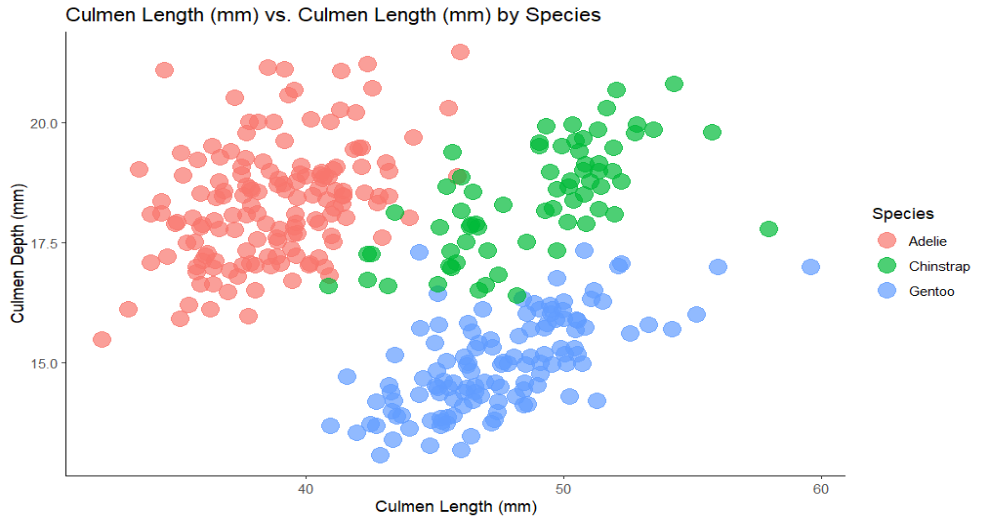 Culmen Length (mm) vs. Culmen Length (mm) by Species
Culmen Depth (mm)
20.0
17.5
15.0
40
50
60
Culmen Length (mm)
Species
Adelie
Chinstrap
Gentoo